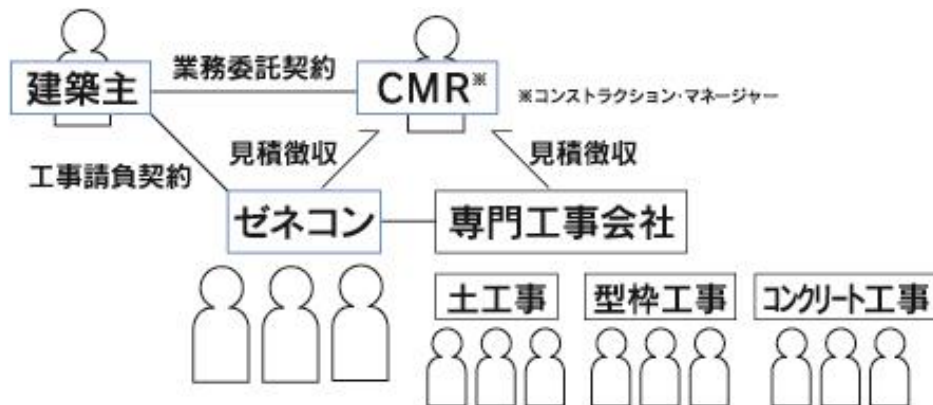 業務委託契約
建築主
CMR※
※コンストラクション・マネージャー
見積徴収
見積徴収
工事請負契約
ゼネコン
専門工事会社
土工事
型枠工事
コンクリート工事